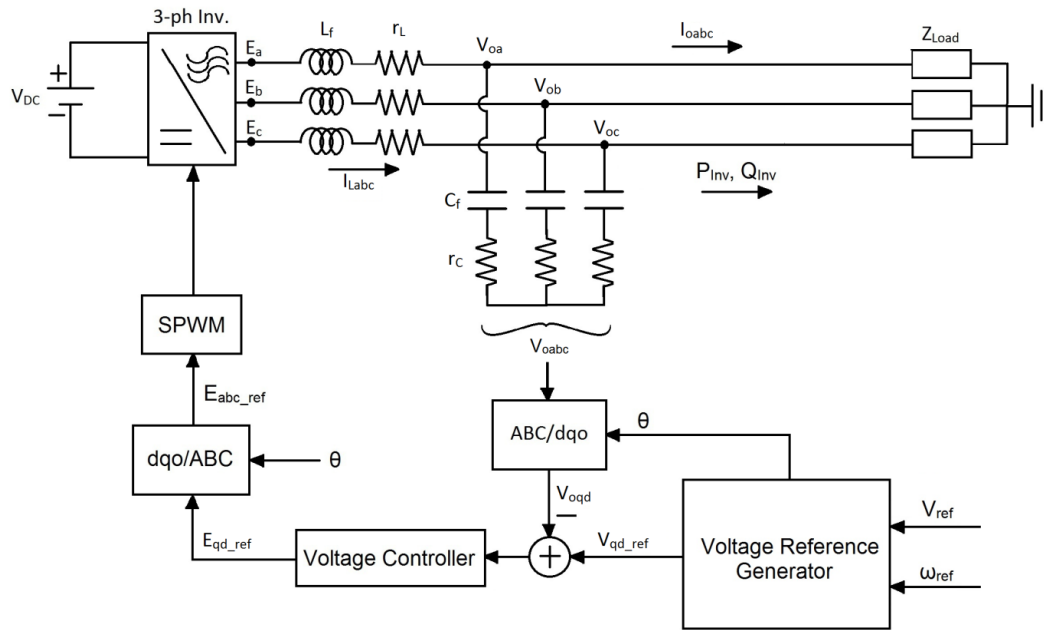 3-ph Inv.
L_f
r_L
E_a
V_oa
I_oabc
Z_Load
V_DC
E_b
V_ob
E_c
V_oc
I_Labc
P_Inv, Q_Inv
C_f
r_C
SPWM
V_oabc
E_abc_ref
ABC/dqo
θ
dqo/ABC
θ
V_oqd
V_ref
E_qd_ref
V_qd_ref
Voltage Controller
Voltage Reference
Generator
ω_ref